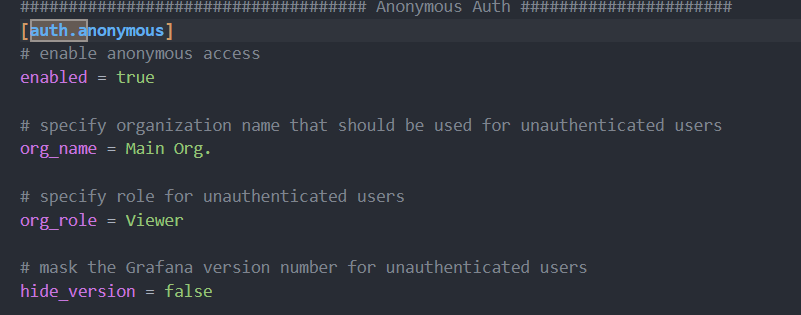 #################################### Anonymous Auth ######################
[auth.anonymous]
# enable anonymous access
enabled = true
# specify organization name that should be used for unauthenticated users
org_name = Main Org.
# specify role for unauthenticated users
org_role = Viewer
# mask the Grafana version number for unauthenticated users
hide_version = false